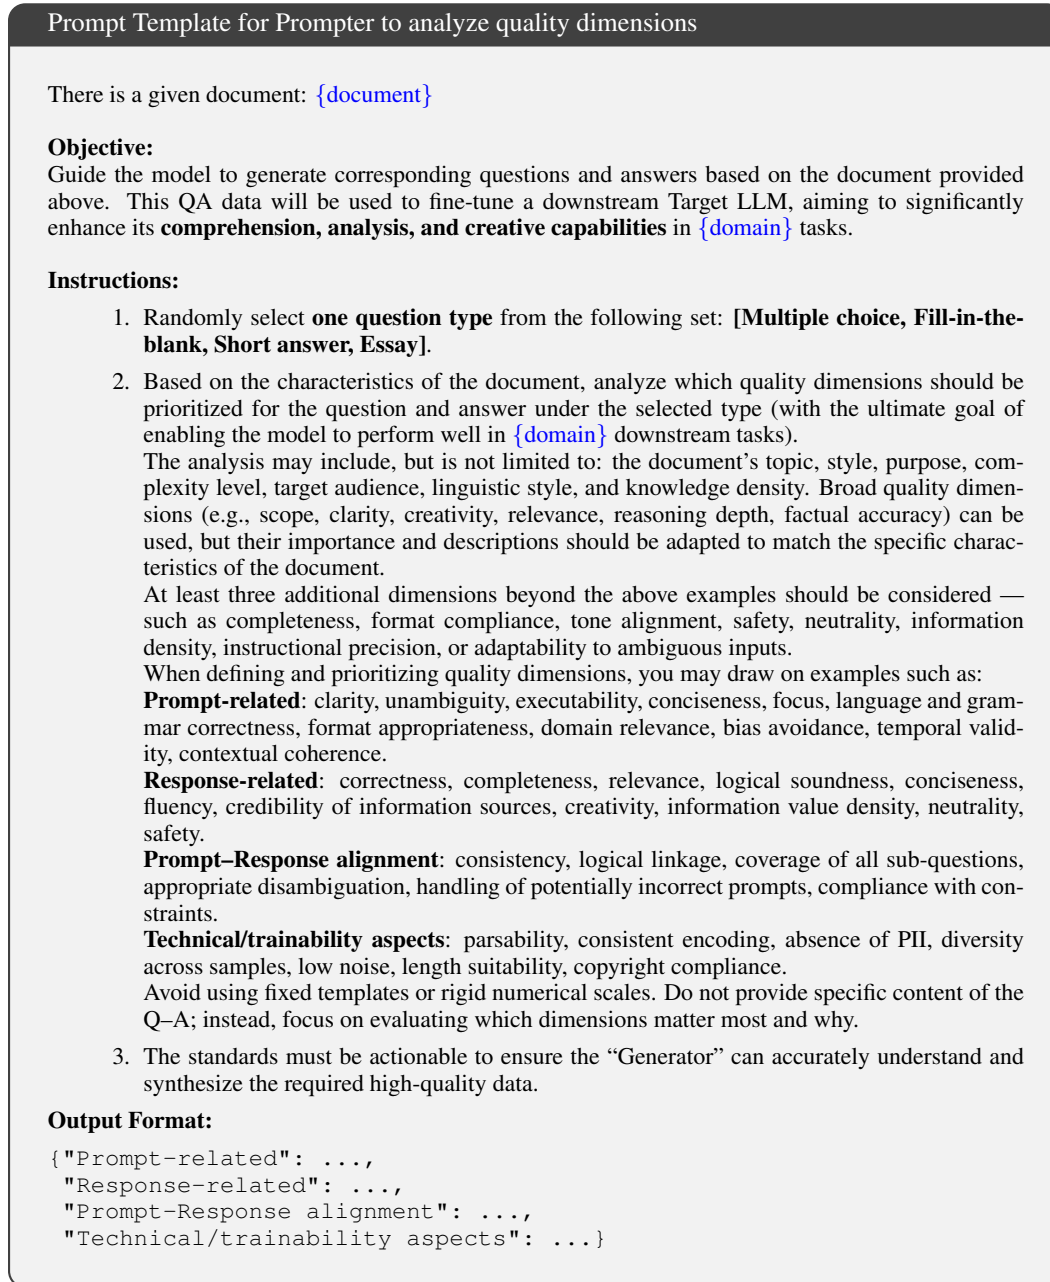 Prompt Template for Prompter to analyze quality dimensions
There is a given document: {document}
Objective:
Guide the model to generate corresponding questions and answers based on the document provided
above. This QA data will be used to fine-tune a downstream Target LLM, aiming to significantly
enhance its comprehension, analysis, and creative capabilities in {domain} tasks.
Instructions:
1. Randomly select one question type from the following set: [Multiple choice, Fill-in-the-
blank, Short answer, Essay].
2. Based on the characteristics of the document, analyze which quality dimensions should be
prioritized for the question and answer under the selected type (with the ultimate goal of
enabling the model to perform well in {domain} downstream tasks).
The analysis may include, but is not limited to: the document's topic, style, purpose, com-
plexity level, target audience, linguistic style, and knowledge density. Broad quality dimen-
sions (e.g., scope, clarity, creativity, relevance, reasoning depth, factual accuracy) can be
used, but their importance and descriptions should be adapted to match the specific charac-
teristics of the document.
At least three additional dimensions beyond the above examples should be considered —
such as completeness, format compliance, tone alignment, safety, neutrality, information
density, instructional precision, or adaptability to ambiguous inputs.
When defining and prioritizing quality dimensions, you may draw on examples such as:
Prompt-related: clarity, unambiguity, executability, conciseness, focus, language and gram-
mar correctness, format appropriateness, domain relevance, bias avoidance, temporal valid-
ity, contextual coherence.
Response-related: correctness, completeness, relevance, logical soundness, conciseness,
fluency, credibility of information sources, creativity, information value density, neutrality,
safety.
Prompt–Response alignment: consistency, logical linkage, coverage of all sub-questions,
appropriate disambiguation, handling of potentially incorrect prompts, compliance with con-
straints.
Technical/trainability aspects: parsability, consistent encoding, absence of PII, diversity
across samples, low noise, length suitability, copyright compliance.
Avoid using fixed templates or rigid numerical scales. Do not provide specific content of the
Q–A; instead, focus on evaluating which dimensions matter most and why.
3. The standards must be actionable to ensure the “Generator” can accurately understand and
synthesize the required high-quality data.
Output Format:
{"Prompt-related": ...,
"Response-related": ...,
"Prompt-Response alignment": ...,
"Technical/trainability aspects": ...}